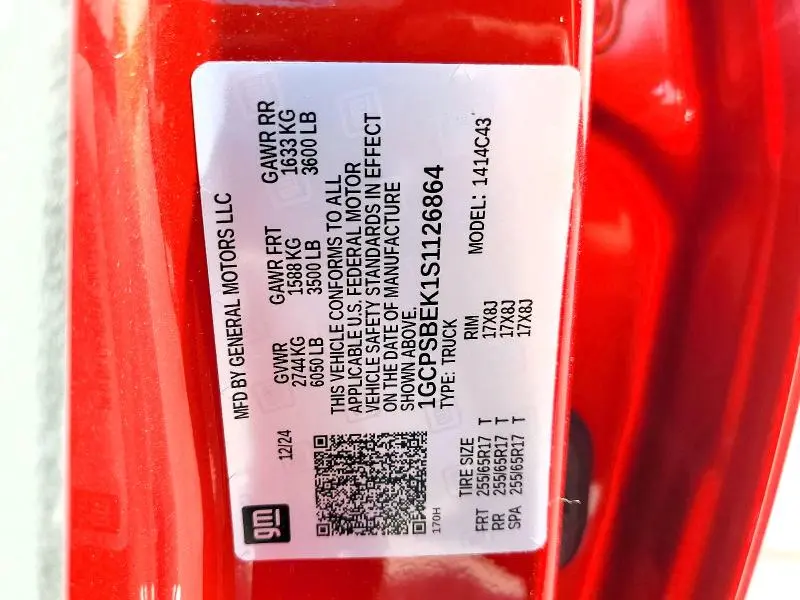 gm
12/24
MFD BY GENERAL MOTORS LLC
GVWR GAWR FRT GAWR RR
2744 KG 1588 KG 1633 KG
6050 LB 3500 LB 3600 LB
THIS VEHICLE CONFORMS TO ALL
APPLICABLE U.S. FEDERAL MOTOR
VEHICLE SAFETY STANDARDS IN EFFECT
ON THE DATE OF MANUFACTURE
SHOWN ABOVE.
1GCPSBEK1S1126864
170H
TYPE: TRUCK MODEL: 1414C43
TIRE SIZE RIM
FRT 255/65R17 T 17X8J
RR 255/65R17 T 17X8J
SPA 255/65R17 T 17X8J